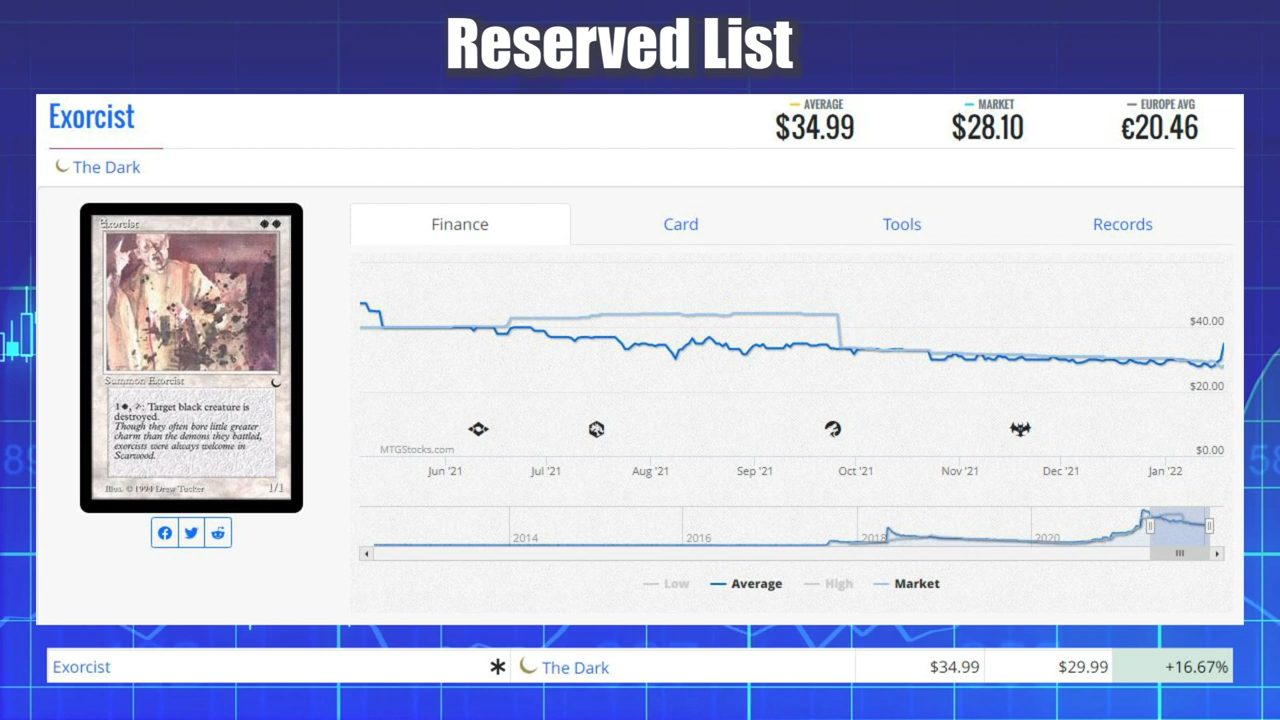 Reserved List
Exorcist
AVERAGE
$34.99
MARKET
$28.10
EUROPE AVG
€20.46
The Dark
Exorcist
Summon Exorcist
1, : Target black creature is
destroyed.
Though they often bore little greater
charm than the demons they battled,
exorcists were always welcome in
Scarwood.
Illus. © 1994 Drew Tucker
1/1
Finance
Card
Tools
Records
$40.00
$20.00
$0.00
MTGStocks.com
Jun '21
Jul '21
Aug '21
Sep '21
Oct '21
Nov '21
Dec '21
Jan '22
2014
2016
2018
2020
Low
Average
High
Market
Exorcist
The Dark
$34.99
$29.99
+16.67%